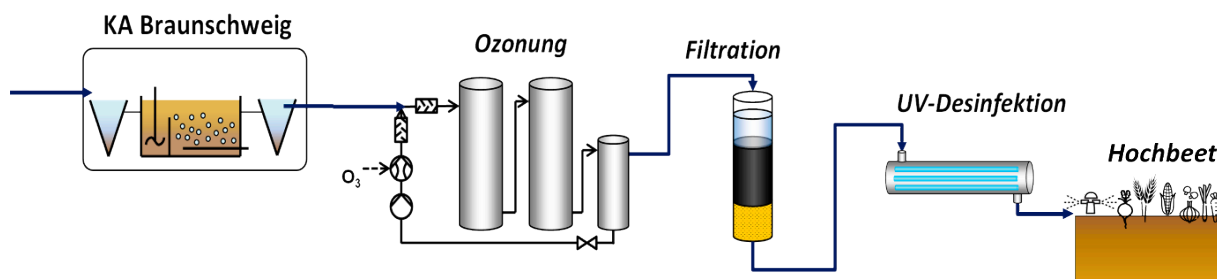 KA Braunschweig
Ozonung
Filtration
UV-Desinfektion
Hochbeet
O3